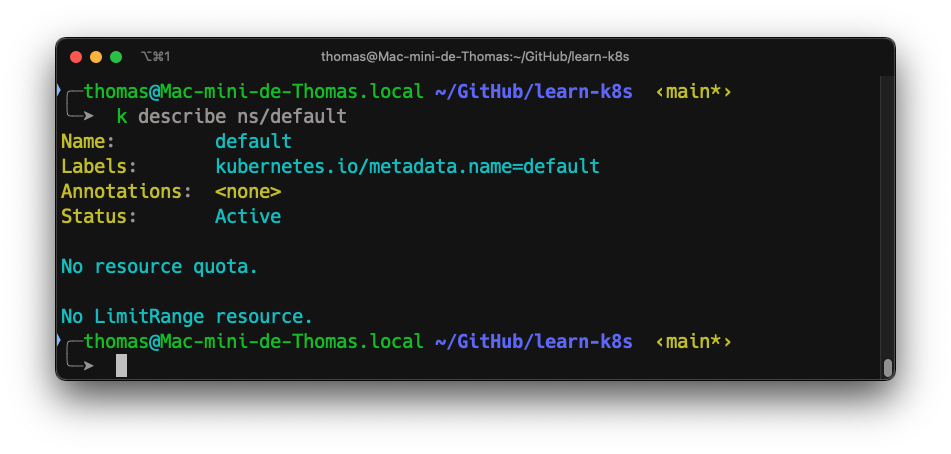 ⌥⌘1 thomas@Mac-mini-de-Thomas:~/GitHub/learn-k8s
thomas@Mac-mini-de-Thomas.local ~/GitHub/learn-k8s ‹main*›
k describe ns/default
Name: default
Labels: kubernetes.io/metadata.name=default
Annotations: <none>
Status: Active
No resource quota.
No LimitRange resource.
thomas@Mac-mini-de-Thomas.local ~/GitHub/learn-k8s ‹main*›